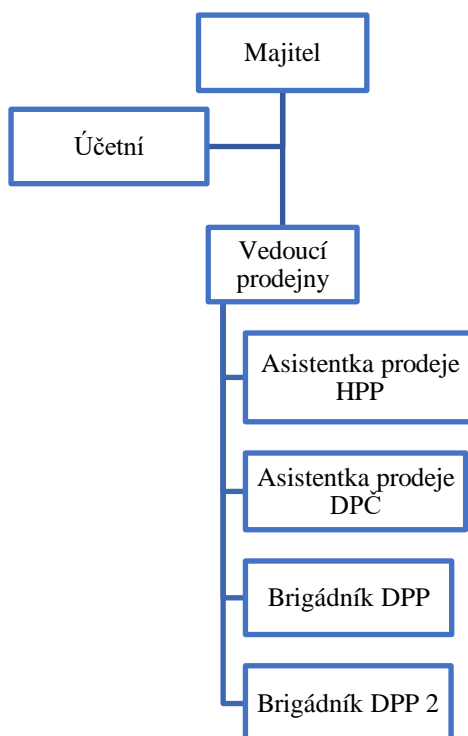 Majitel
Účetní
Vedoucí
prodejny
Asistentka prodeje
HPP
Asistentka prodeje
DPČ
Brigádník DPP
Brigádník DPP 2